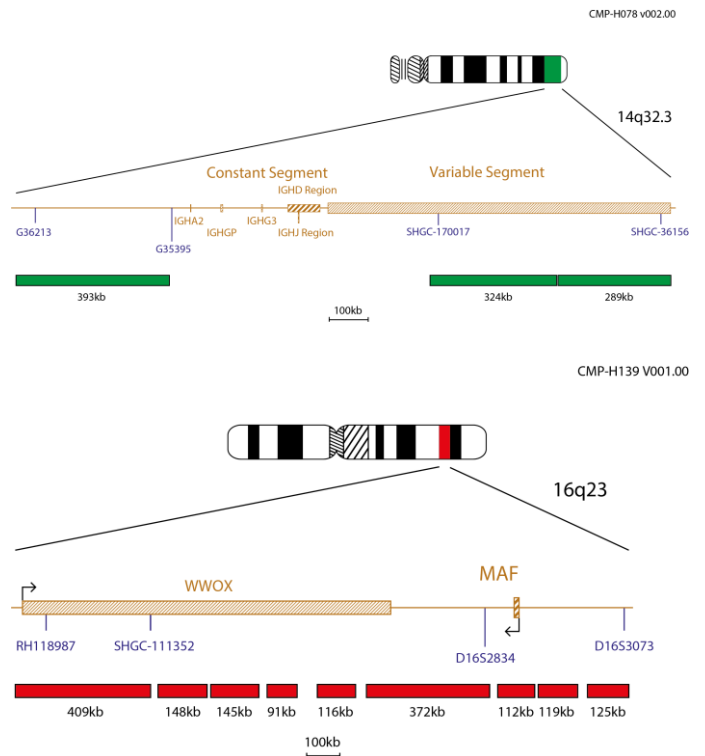 CMP-H078 v002.00
14q32.3
Constant Segment
Variable Segment
IGHD Region
G36213
G35395
IGHA2
IGHGP
IGHG3
IGHJ Region
SHGC-170017
SHGC-36156
393kb
324kb
289kb
100kb
CMP-H139 V001.00
16q23
WWOX
MAF
RH118987
SHGC-111352
D16S2834
D16S3073
409kb
148kb
145kb
91kb
116kb
372kb
112kb
119kb
125kb
100kb